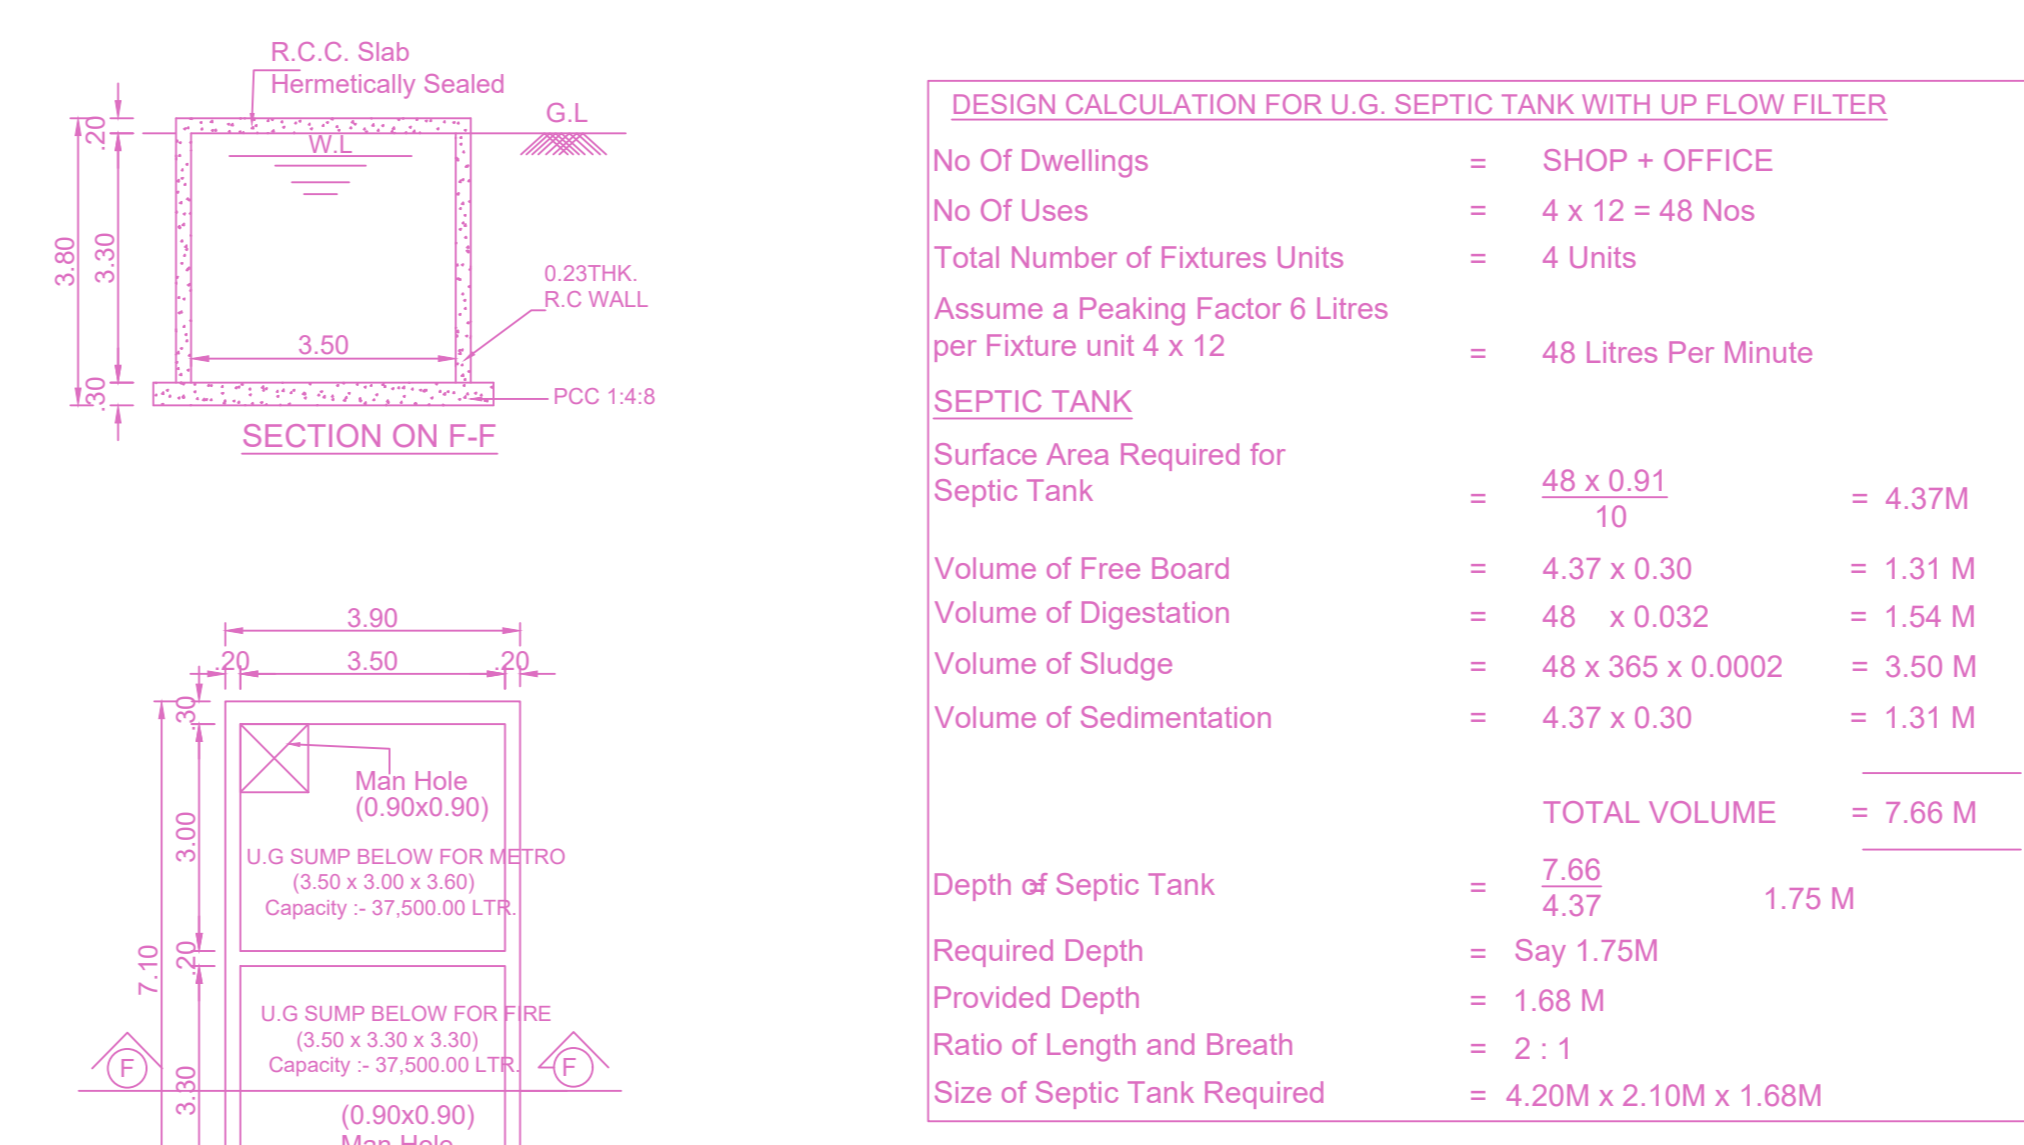 R.C.C. Slab
Hermetically Sealed
G.L
.20
W.L
3.80
3.30
0.23THK.
R.C WALL
3.50
.30
PCC 1:4:8
SECTION ON F-F
3.90
.20 3.50 .20
.30
Man Hole
(0.90x0.90)
3.00
U.G SUMP BELOW FOR METRO
(3.50 x 3.00 x 3.60)
Capacity :- 37,500.00 LTR.
.20
7.10
U.G SUMP BELOW FOR FIRE
(3.50 x 3.30 x 3.30)
Capacity :- 37,500.00 LTR.
F F
3.30
(0.90x0.90)
Man Hole
DESIGN CALCULATION FOR U.G. SEPTIC TANK WITH UP FLOW FILTER
No Of Dwellings = SHOP + OFFICE
No Of Uses = 4 x 12 = 48 Nos
Total Number of Fixtures Units = 4 Units
Assume a Peaking Factor 6 Litres
per Fixture unit 4 x 12 = 48 Litres Per Minute
SEPTIC TANK
Surface Area Required for
Septic Tank = 48 x 0.91 = 4.37M
10
Volume of Free Board = 4.37 x 0.30 = 1.31 M
Volume of Digestation = 48 x 0.032 = 1.54 M
Volume of Sludge = 48 x 365 x 0.0002 = 3.50 M
Volume of Sedimentation = 4.37 x 0.30 = 1.31 M
TOTAL VOLUME = 7.66 M
Depth of = Septic Tank = 7.66 1.75 M
4.37
Required Depth = Say 1.75M
Provided Depth = 1.68 M
Ratio of Length and Breath = 2 : 1
Size of Septic Tank Required = 4.20M x 2.10M x 1.68M